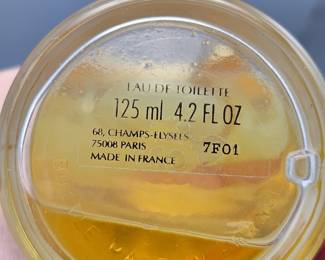 EAU DE TOILETTE
125 ml 4.2 FL OZ
68, CHAMPS-ELYSEES
75008 PARIS 7F01
MADE IN FRANCE